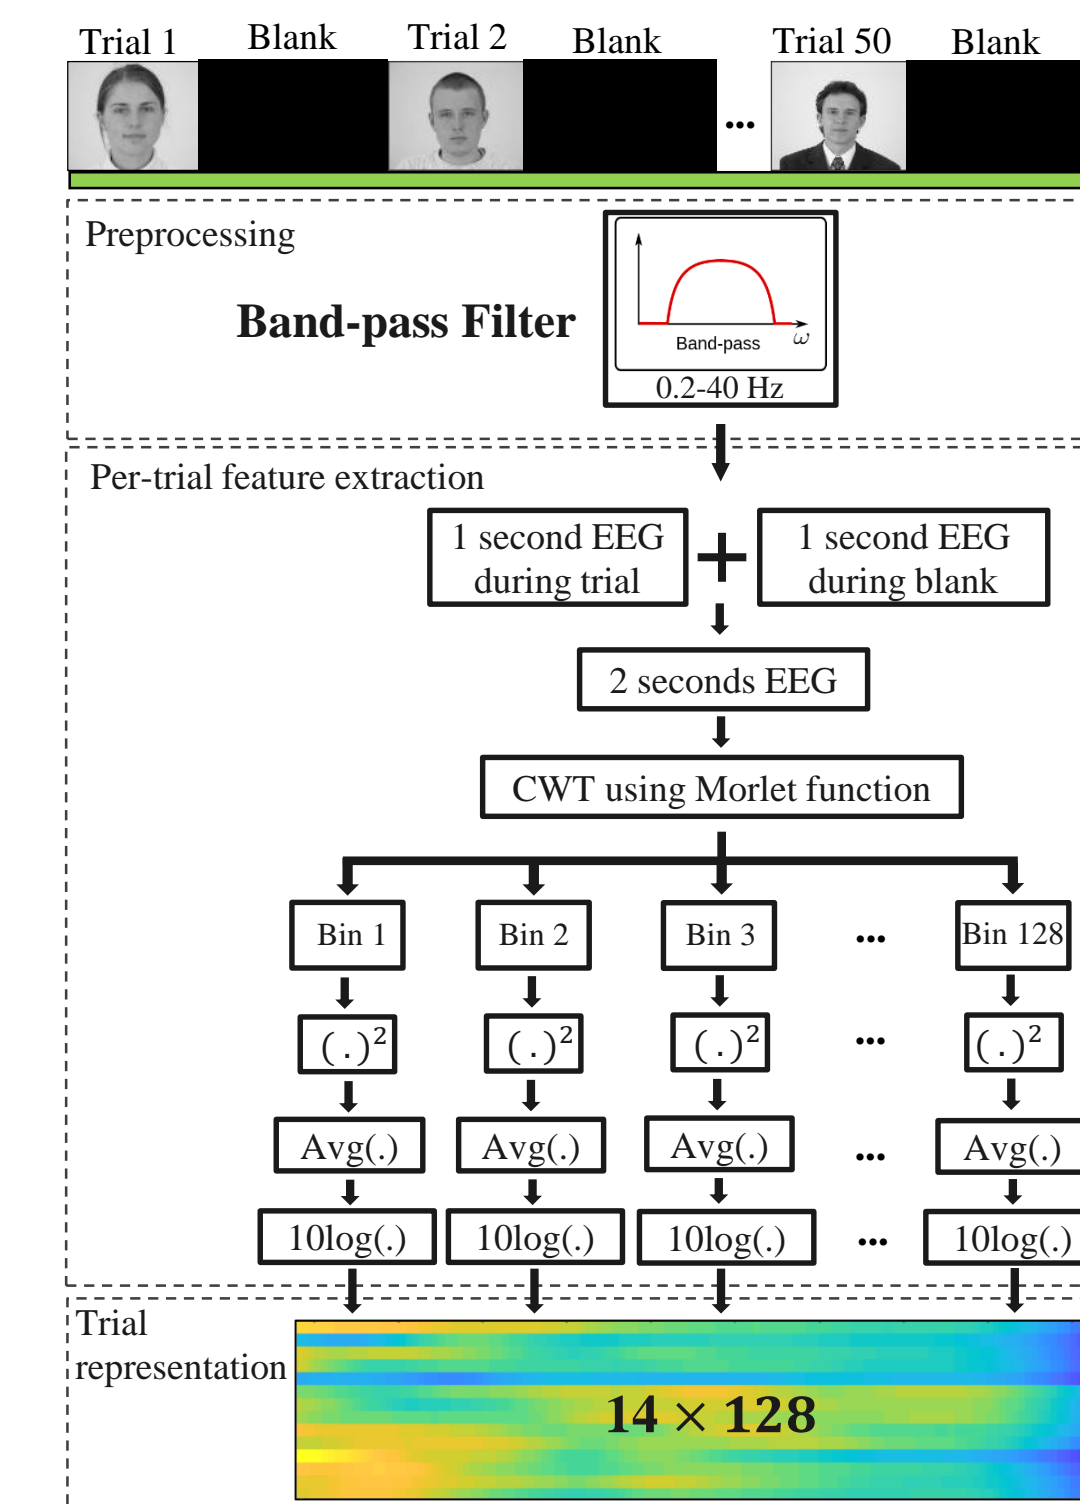 Trial 1 Blank Trial 2 Blank Trial 50 Blank
...
Preprocessing
Band-pass Filter
Band-pass ω
0.2-40 Hz
Per-trial feature extraction
1 second EEG
during trial
+
1 second EEG
during blank
2 seconds EEG
CWT using Morlet function
Bin 1 Bin 2 Bin 3 ... Bin 128
(.)² (.)² (.)² ... (.)²
Avg(.) Avg(.) Avg(.) ... Avg(.)
10log(.) 10log(.) 10log(.) ... 10log(.)
Trial
representation
14 × 128